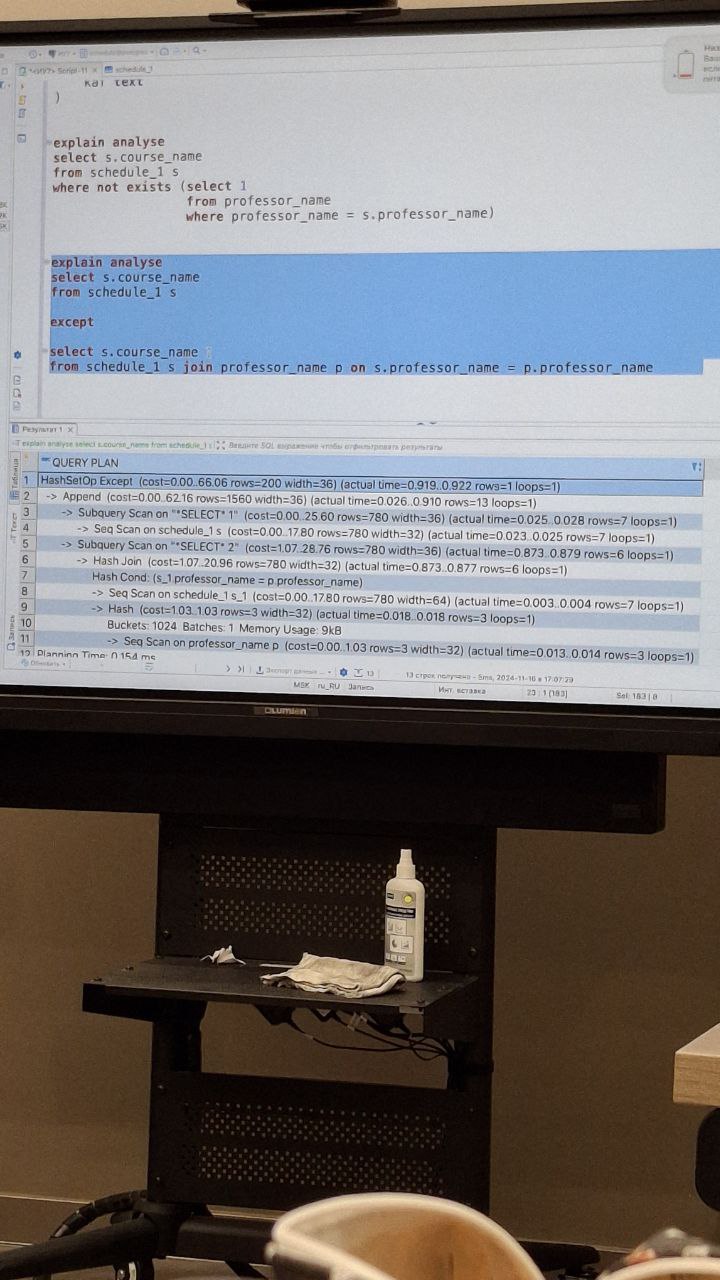 *<ИУ?> Script-11
schedule_1
kaf text
)
explain analyse
select s.course_name
from schedule_1 s
where not exists (select 1
from professor_name
where professor_name = s.professor_name)
explain analyse
select s.course_name
from schedule_1 s
except
select s.course_name
from schedule_1 s join professor_name p on s.professor_name = p.professor_name
Результат 1
explain analyse select s.course_name from schedule_1 s
Введите SQL выражение чтобы отфильтровать результаты
QUERY PLAN
1 HashSetOp Except (cost=0.00..66.06 rows=200 width=36) (actual time=0.919..0.922 rows=1 loops=1)
2 -> Append (cost=0.00..62.16 rows=1560 width=36) (actual time=0.026..0.910 rows=13 loops=1)
3 -> Subquery Scan on "*SELECT* 1" (cost=0.00..25.60 rows=780 width=36) (actual time=0.025..0.028 rows=7 loops=1)
4 -> Seq Scan on schedule_1 s (cost=0.00..17.80 rows=780 width=32) (actual time=0.023..0.025 rows=7 loops=1)
5 -> Subquery Scan on "*SELECT* 2" (cost=1.07..28.76 rows=780 width=36) (actual time=0.873..0.879 rows=6 loops=1)
6 -> Hash Join (cost=1.07..20.96 rows=780 width=32) (actual time=0.873..0.877 rows=6 loops=1)
7 Hash Cond: (s_1.professor_name = p.professor_name)
8 -> Seq Scan on schedule_1 s_1 (cost=0.00..17.80 rows=780 width=64) (actual time=0.003..0.004 rows=7 loops=1)
9 -> Hash (cost=1.03..1.03 rows=3 width=32) (actual time=0.018..0.018 rows=3 loops=1)
10 Buckets: 1024 Batches: 1 Memory Usage: 9kB
11 -> Seq Scan on professor_name p (cost=0.00..1.03 rows=3 width=32) (actual time=0.013..0.014 rows=3 loops=1)
12 Planning Time: 0.154 ms
Таблица
Текст
Запись
Обновить
Экспорт данных ...
13
13 строк получено - 5ms, 2024-11-16 в 17:07:29
MSK ru_RU Запись
Инт. вставка
23 : 1 [183]
Sel: 183 | 8
Lumien